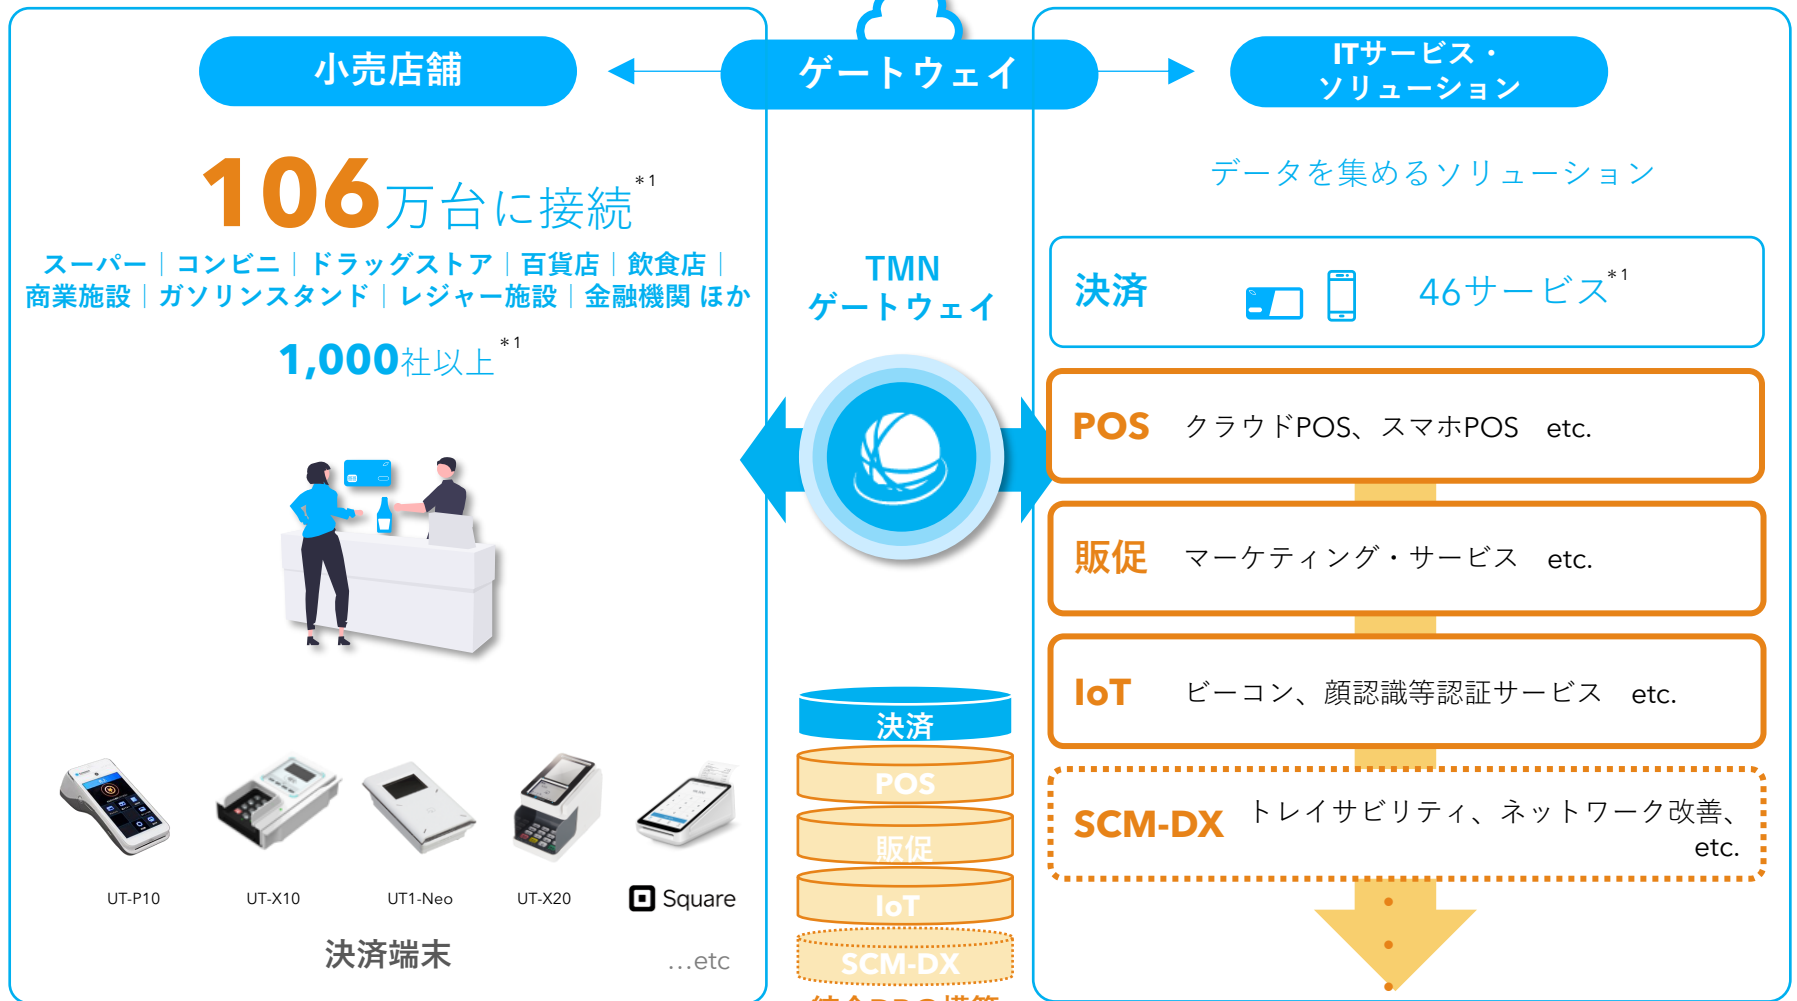 小売店舗
106万台に接続*1
スーパー｜コンビニ｜ドラッグストア｜百貨店｜飲食店｜
商業施設｜ガソリンスタンド｜レジャー施設｜金融機関 ほか
1,000社以上*1
UT-P10
UT-X10
UT1-Neo
UT-X20
Square
決済端末
…etc
ゲートウェイ
TMN
ゲートウェイ
決済
POS
販促
IoT
SCM-DX
ITサービス・
ソリューション
データを集めるソリューション
決済 46サービス*1
POS クラウドPOS、スマホPOS etc.
販促 マーケティング・サービス etc.
IoT ビーコン、顔認識等認証サービス etc.
SCM-DX トレイサビリティ、ネットワーク改善、
etc.